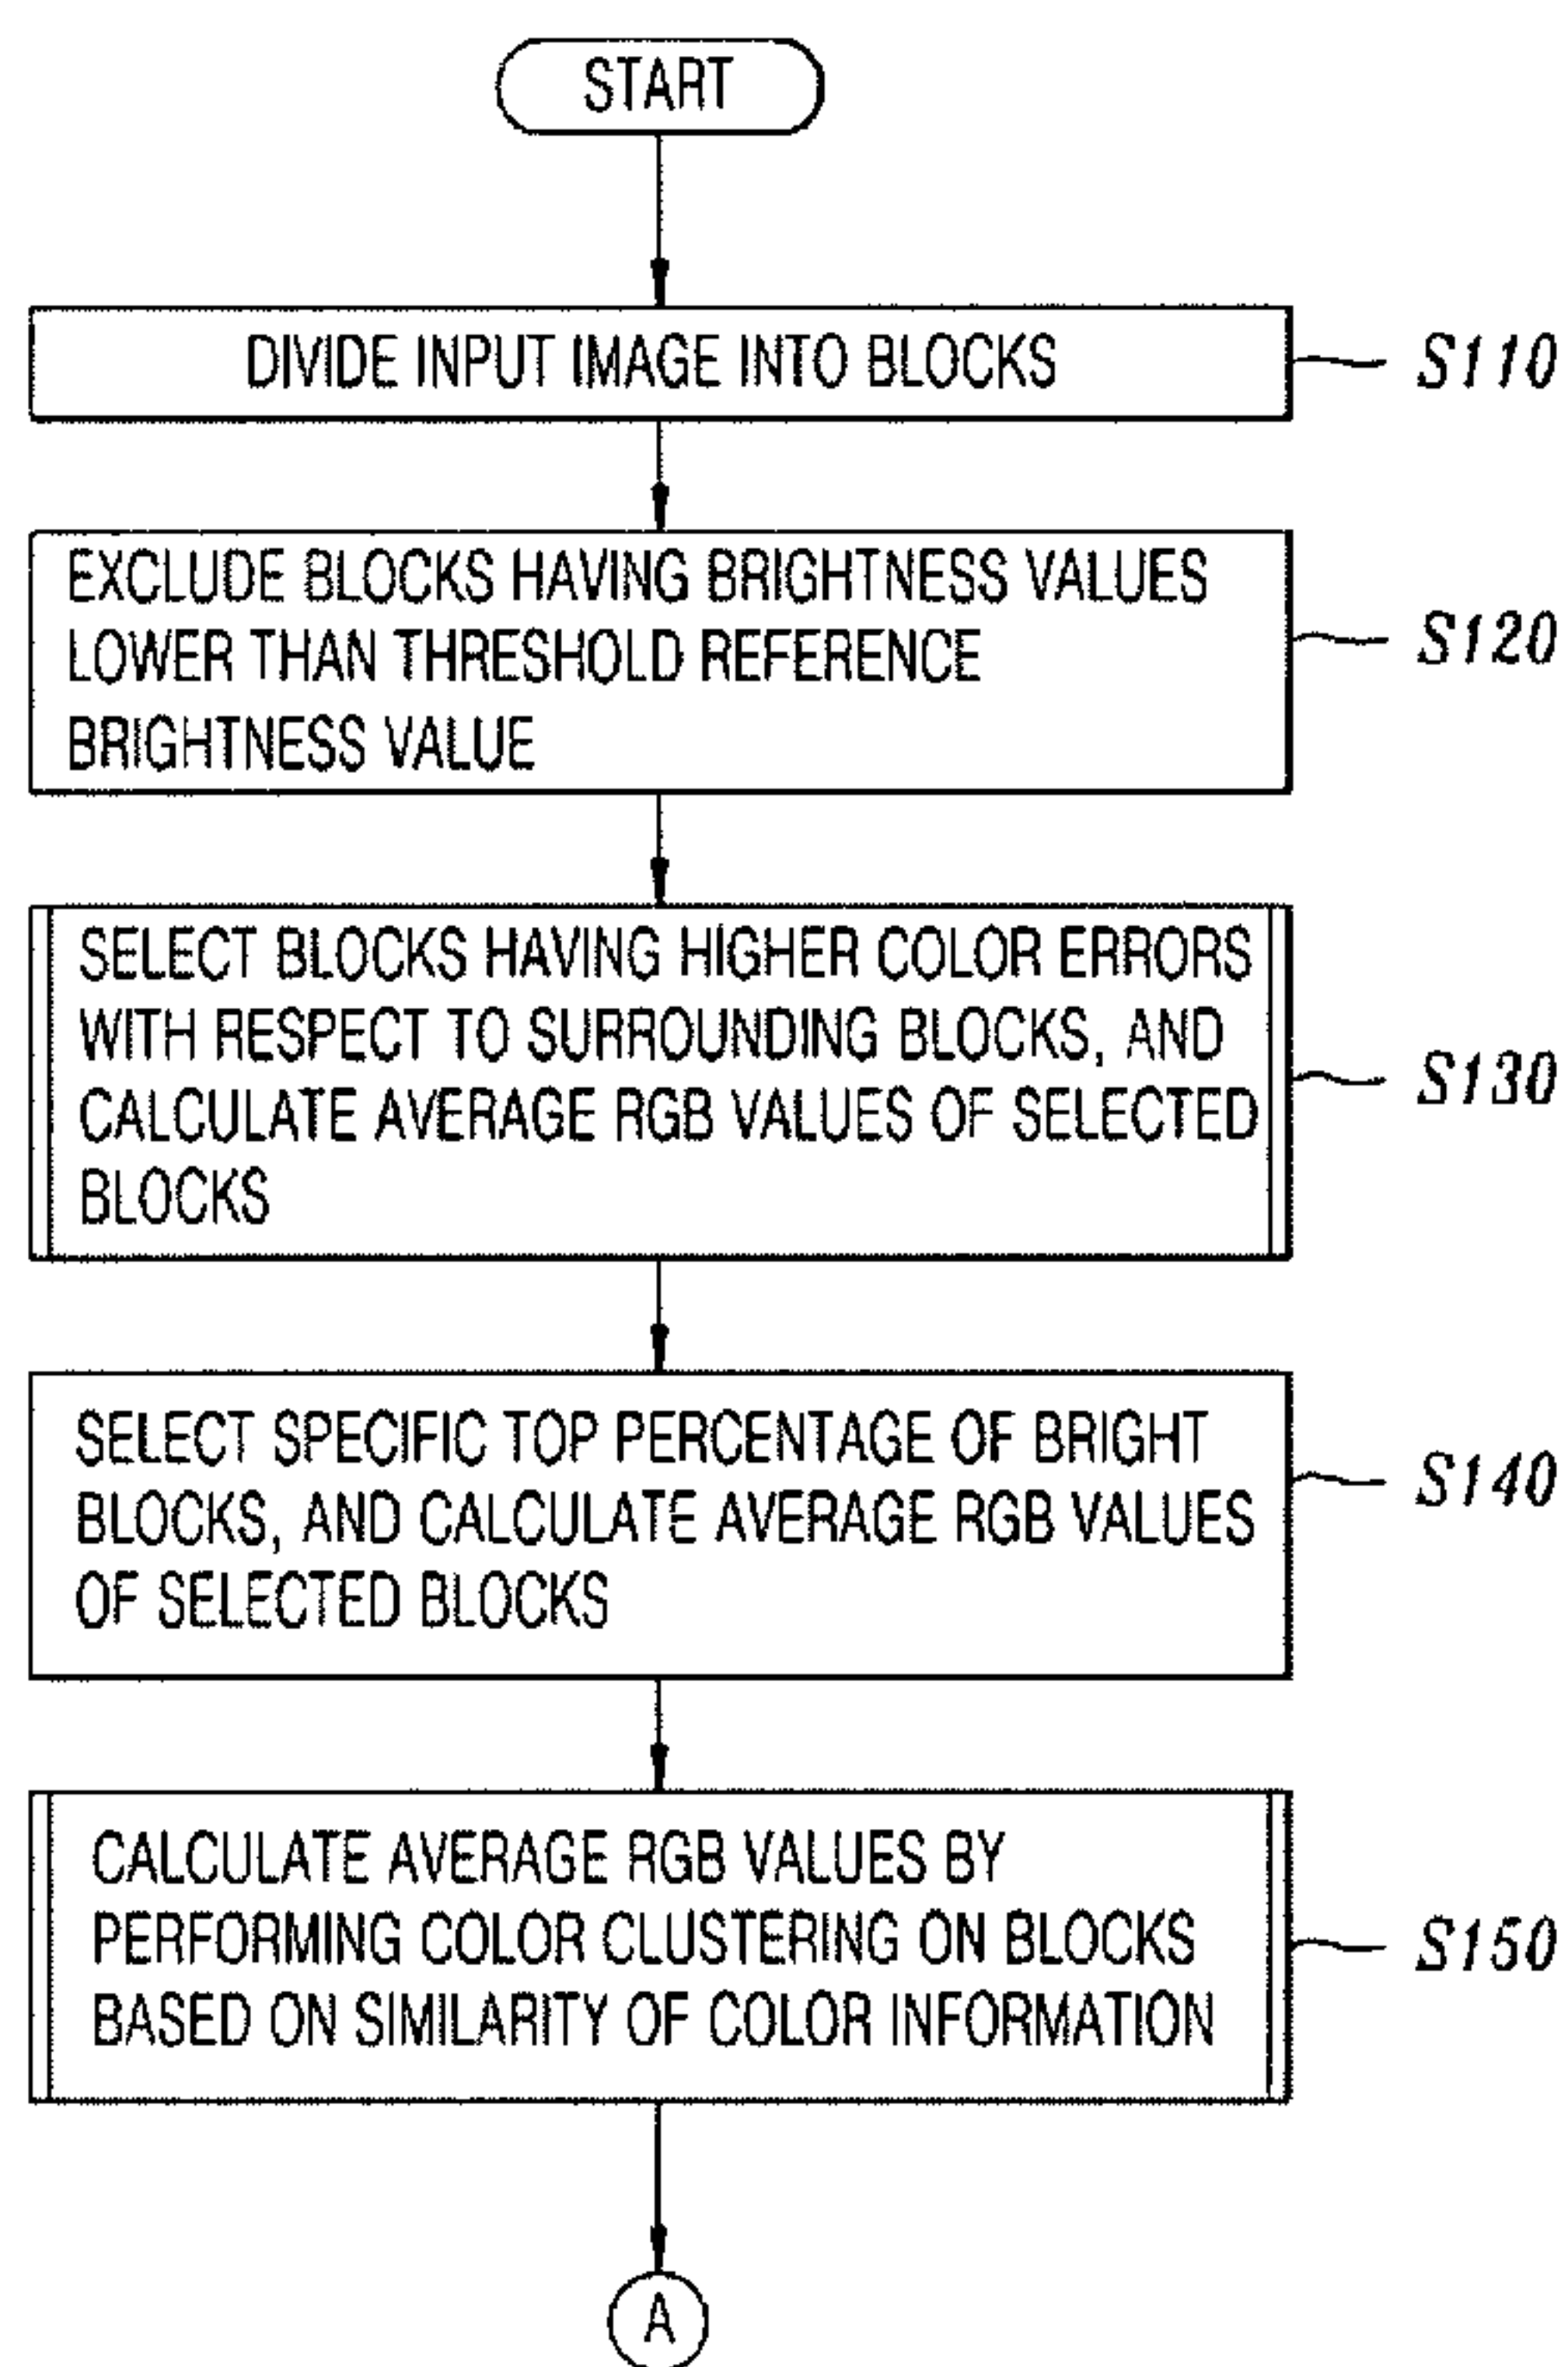 START
DIVIDE INPUT IMAGE INTO BLOCKS
S110
EXCLUDE BLOCKS HAVING BRIGHTNESS VALUES
LOWER THAN THRESHOLD REFERENCE
BRIGHTNESS VALUE
S120
SELECT BLOCKS HAVING HIGHER COLOR ERRORS
WITH RESPECT TO SURROUNDING BLOCKS, AND
CALCULATE AVERAGE RGB VALUES OF SELECTED
BLOCKS
S130
SELECT SPECIFIC TOP PERCENTAGE OF BRIGHT
BLOCKS, AND CALCULATE AVERAGE RGB VALUES
OF SELECTED BLOCKS
S140
CALCULATE AVERAGE RGB VALUES BY
PERFORMING COLOR CLUSTERING ON BLOCKS
BASED ON SIMILARITY OF COLOR INFORMATION
S150
A